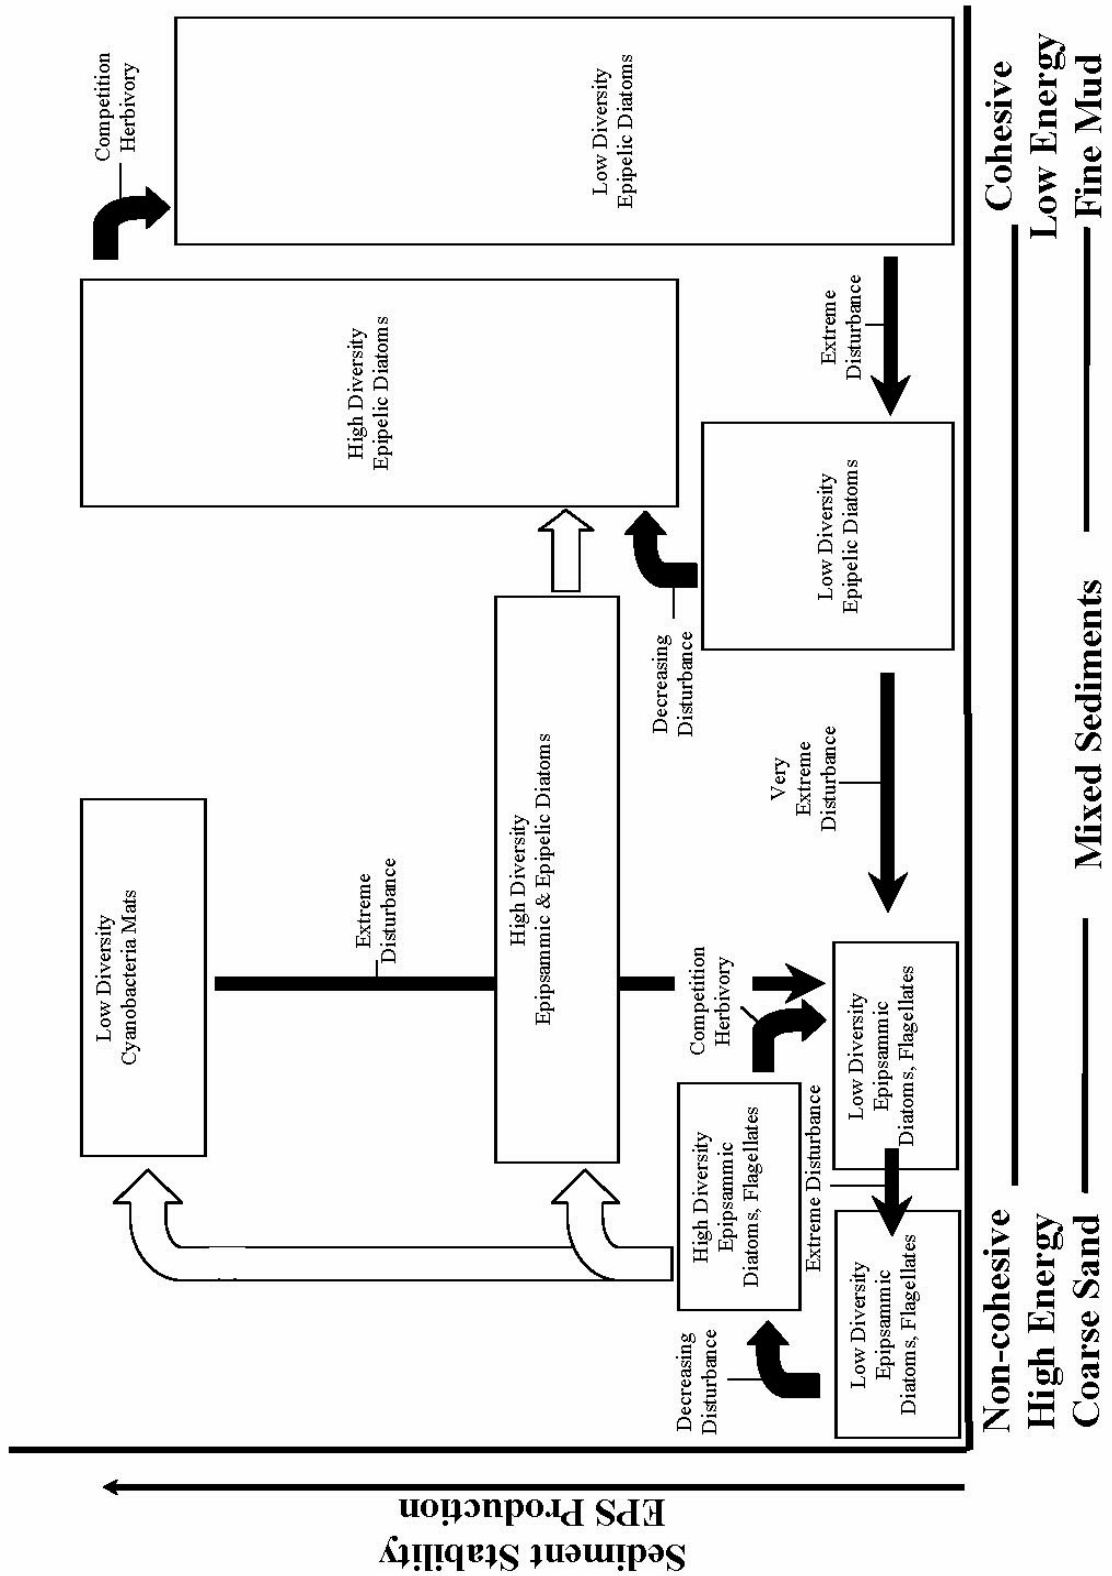 Sediment Stability
EPS Production
Low Diversity
Cyanobacteria Mats
Extreme
Disturbance
High Diversity
Epipsammic & Epipelic Diatoms
High Diversity
Epipelic Diatoms
Competition
Herbivory
Low Diversity
Epipelic Diatoms
Decreasing
Disturbance
High Diversity
Epipsammic
Diatoms, Flagellates
Competition
Herbivory
Decreasing
Disturbance
Extreme Disturbance
Low Diversity
Epipsammic
Diatoms, Flagellates
Low Diversity
Epipsammic
Diatoms, Flagellates
Very
Extreme
Disturbance
Low Diversity
Epipelic Diatoms
Extreme
Disturbance
Non-cohesive
Cohesive
High Energy
Low Energy
Coarse Sand
Mixed Sediments
Fine Mud